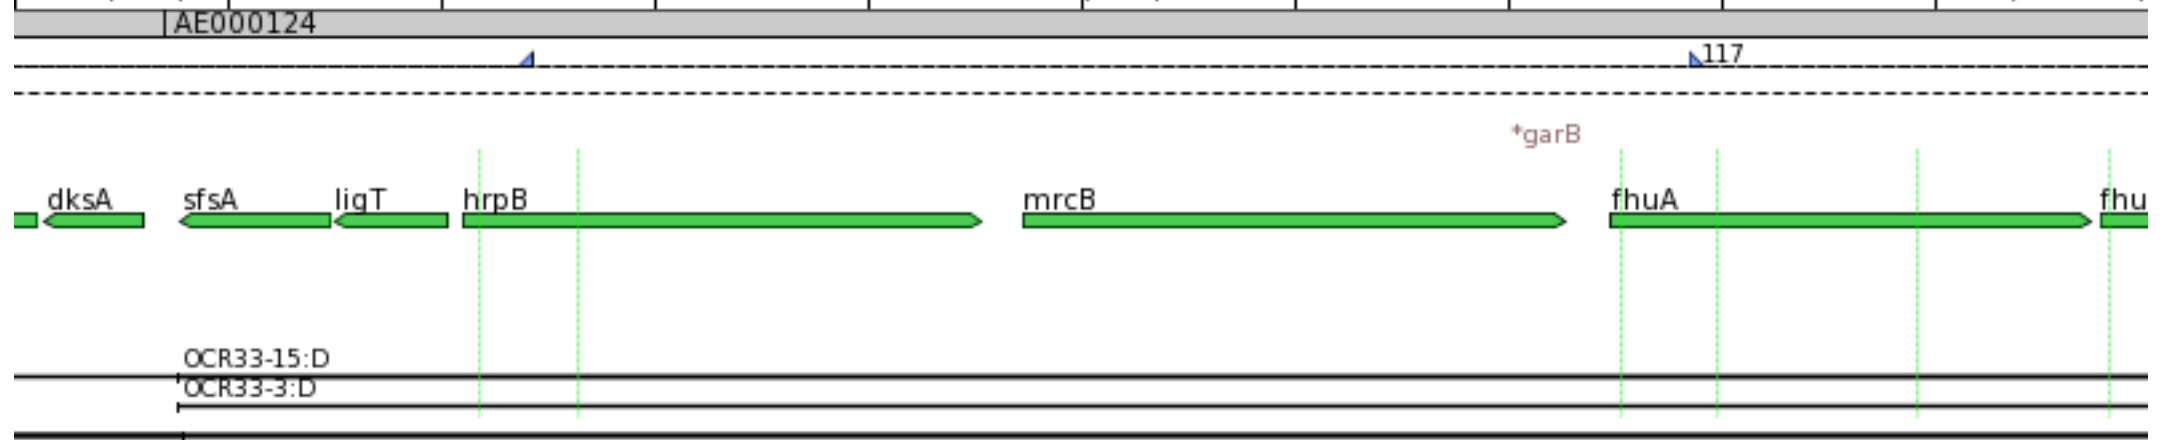 AE000124
117
*garB
dksA sfsA ligT hrpB mrcB fhuA fhu
OCR33-15:D
OCR33-3:D